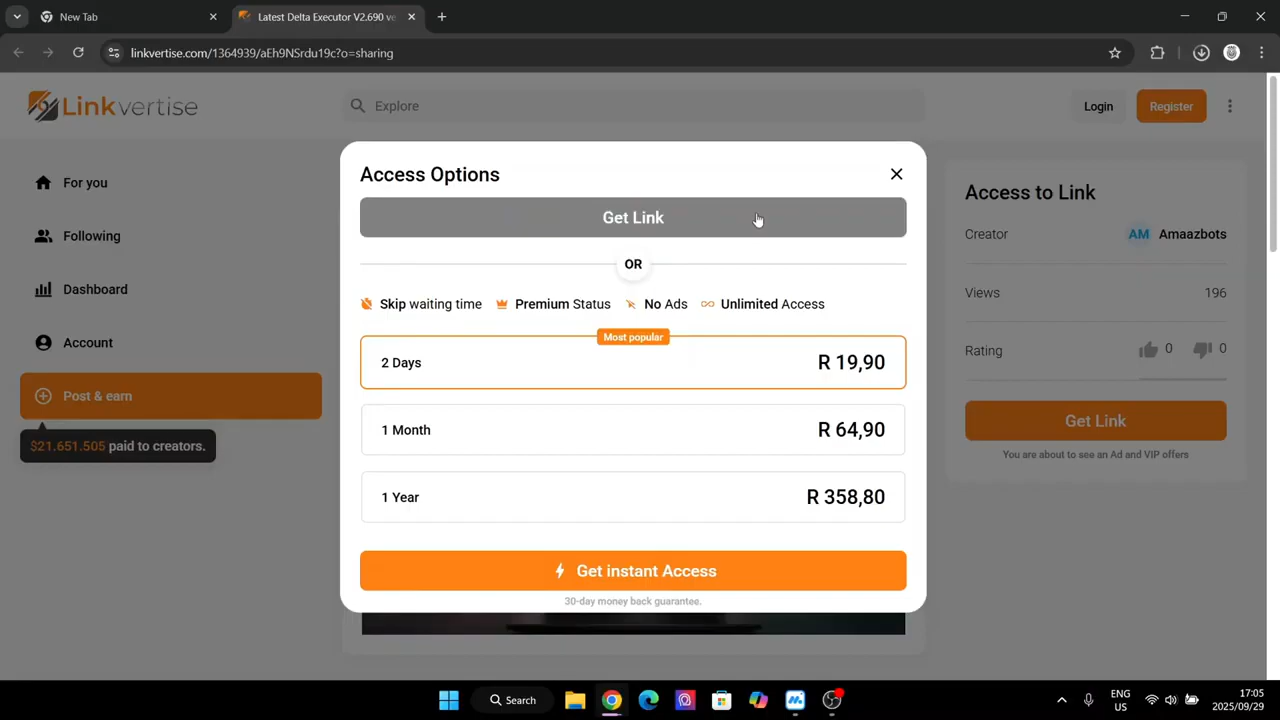 New Tab
Latest Delta Executor V2.690 ve
linkvertise.com/1364939/aEh9NSrdu19c?o=sharing
Linkvertise
Explore
Login
Register
For you
Following
Dashboard
Account
Post & earn
$21.651.505 paid to creators.
Access Options
Get Link
OR
Skip waiting time
Premium Status
No Ads
Unlimited Access
Most popular
2 Days
R 19,90
1 Month
R 64,90
1 Year
R 358,80
Get instant Access
30-day money back guarantee.
Access to Link
Creator
AM Amaazbots
Views
196
Rating
0
0
Get Link
You are about to see an Ad and VIP offers
Search
ENG
US
17:05
2025/09/29